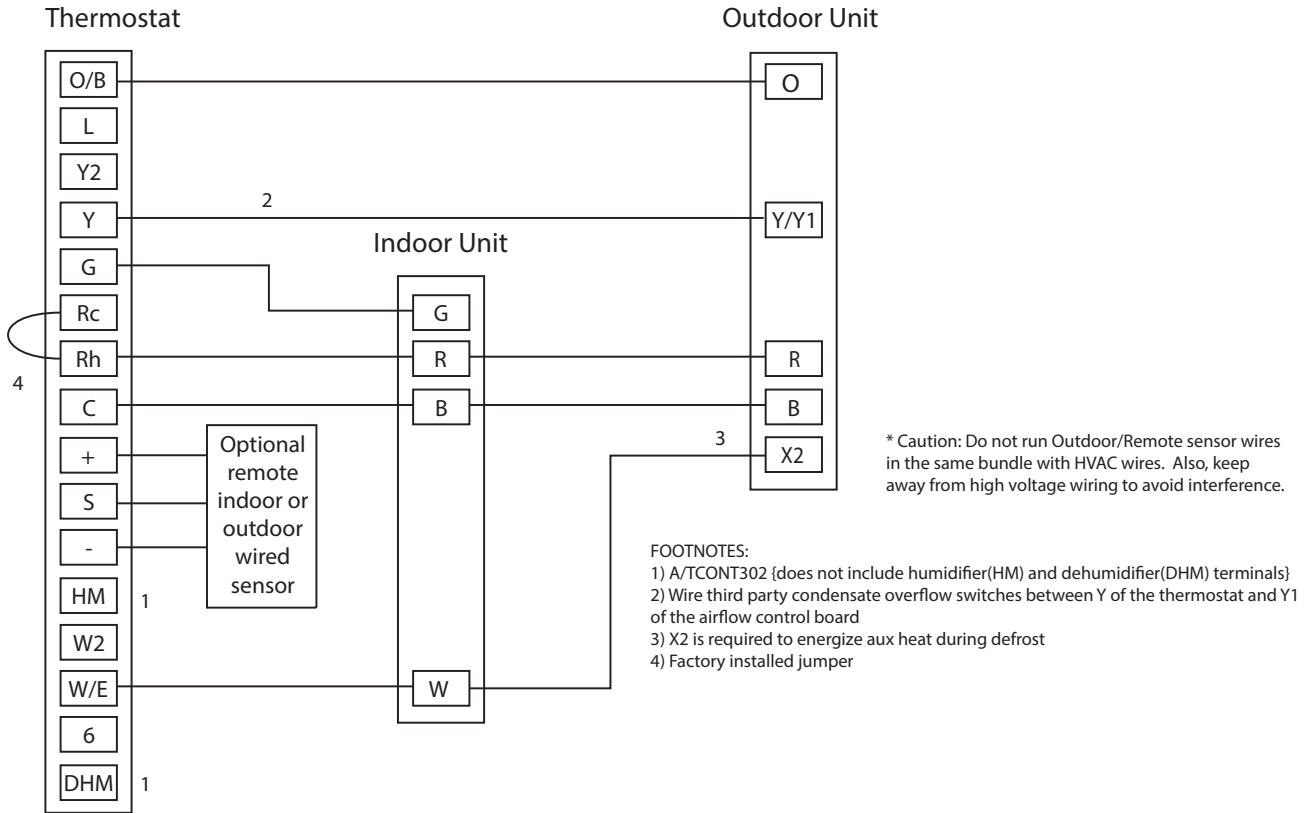 Thermostat
Outdoor Unit
O/B
L
Y2
Y
G
Rc
Rh
C
+
S
-
HM
W2
W/E
6
DHM
2
4
1
1
Indoor Unit
G
R
B
W
Optional
remote
indoor or
outdoor
wired
sensor
O
Y/Y1
R
B
X2
3
* Caution: Do not run Outdoor/Remote sensor wires
in the same bundle with HVAC wires. Also, keep
away from high voltage wiring to avoid interference.
FOOTNOTES:
1) A/TCONT302 {does not include humidifier(HM) and dehumidifier(DHM) terminals}
2) Wire third party condensate overflow switches between Y of the thermostat and Y1
of the airflow control board
3) X2 is required to energize aux heat during defrost
4) Factory installed jumper